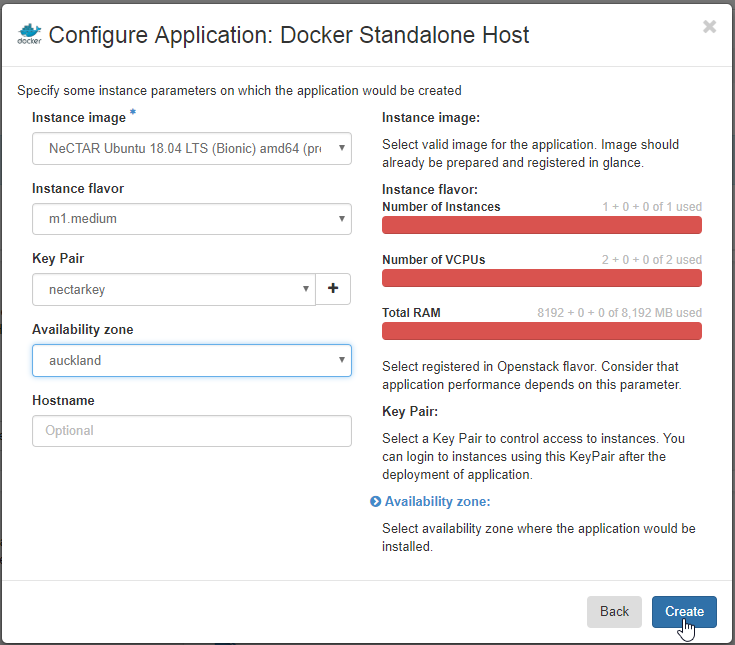 docker
Configure Application: Docker Standalone Host
×
Specify some instance parameters on which the application would be created
Instance image *
NeCTAR Ubuntu 18.04 LTS (Bionic) amd64 (pre
Instance flavor
m1.medium
Key Pair
nectarkey
+
Availability zone
auckland
Hostname
Optional
Instance image:
Select valid image for the application. Image should
already be prepared and registered in glance.
Instance flavor:
Number of Instances 1 + 0 + 0 of 1 used
Number of VCPUs 2 + 0 + 0 of 2 used
Total RAM 8192 + 0 + 0 of 8,192 MB used
Select registered in Openstack flavor. Consider that
application performance depends on this parameter.
Key Pair:
Select a Key Pair to control access to instances. You
can login to instances using this KeyPair after the
deployment of application.
Availability zone:
Select availability zone where the application would be
installed.
Back
Create